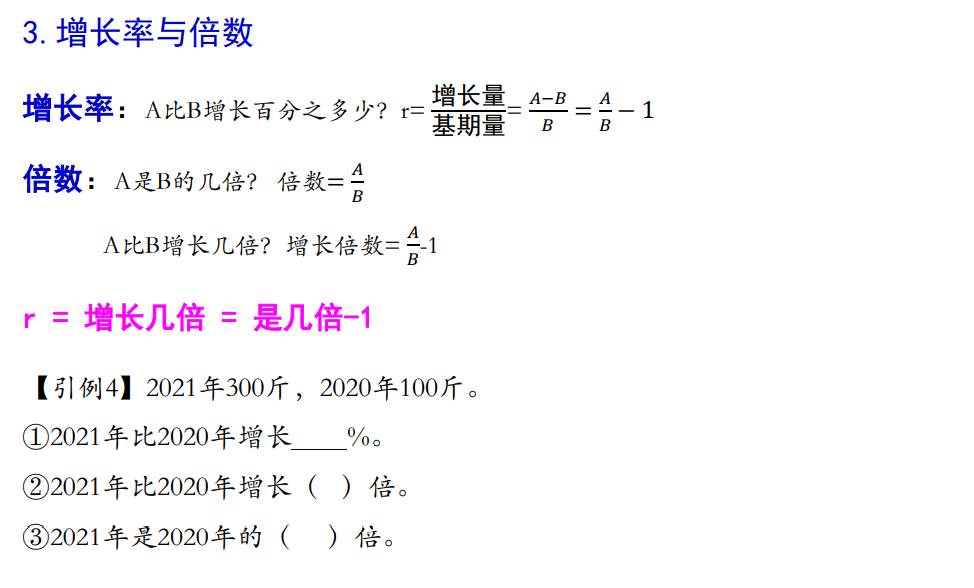 3.增长率与倍数
增长率：A比B增长百分之多少？r=增长量/基期量=A−B/B=A/B−1
倍数：A是B的几倍？ 倍数=A/B
A比B增长几倍？增长倍数=A/B-1
r = 增长几倍 = 是几倍-1
【引例4】2021年300斤，2020年100斤。
①2021年比2020年增长____%。
②2021年比2020年增长（ ）倍。
③2021年是2020年的（ ）倍。